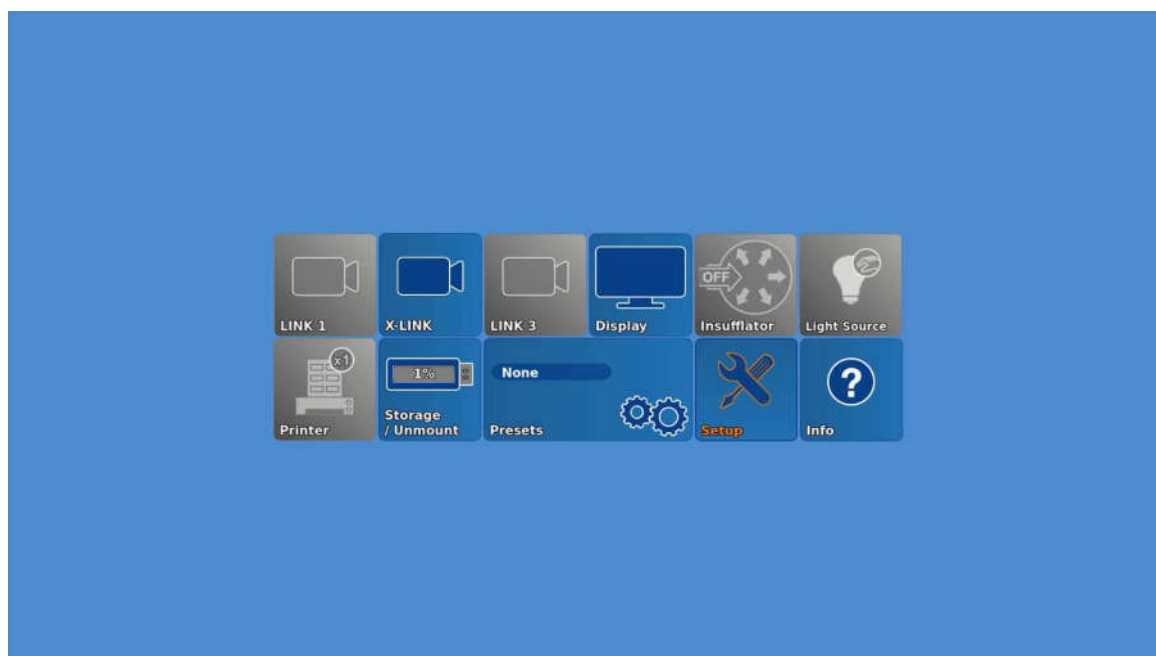 OFF
LINK 1
X-LINK
LINK 3
Display
Insufflator
Light Source
x1
-1%
None
?
Printer
Storage
/ Unmount
Presets
Setup
Info